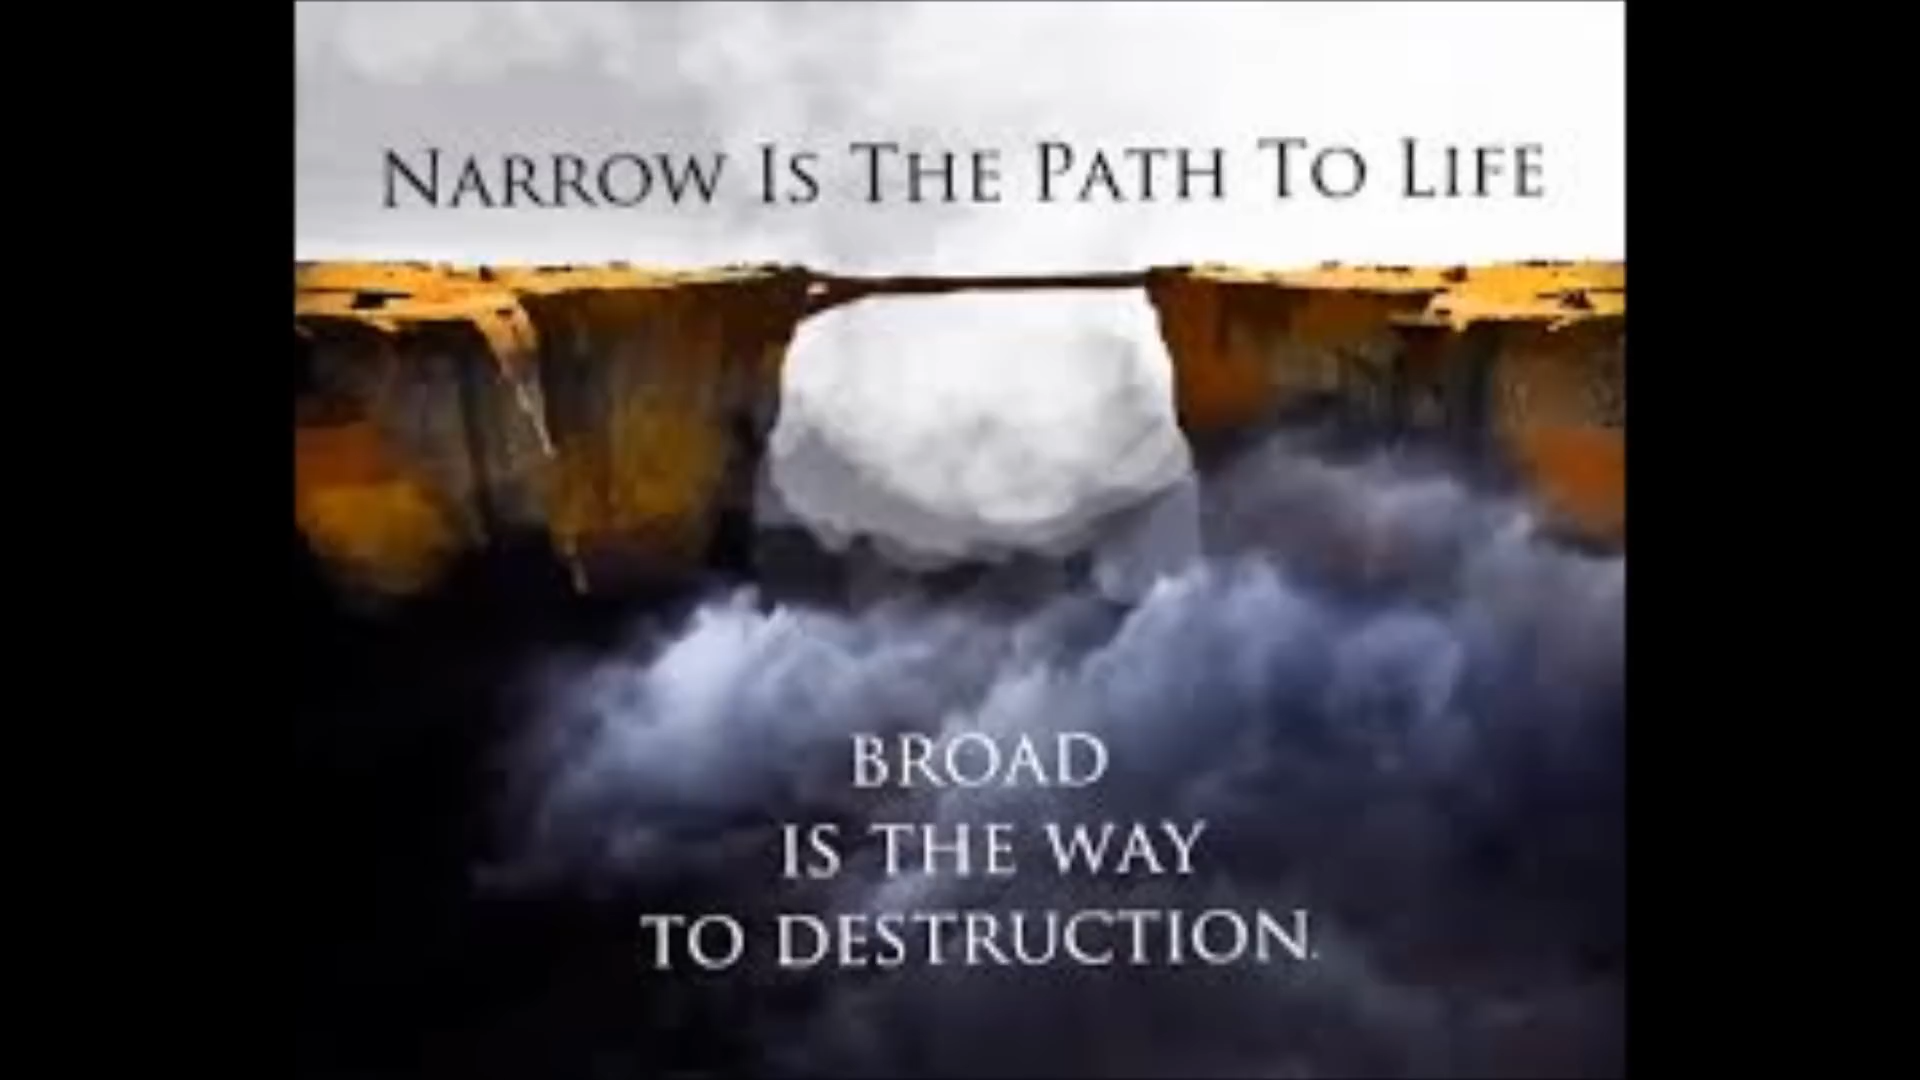 NARROW IS THE PATH TO LIFE
BROAD
IS THE WAY
TO DESTRUCTION.